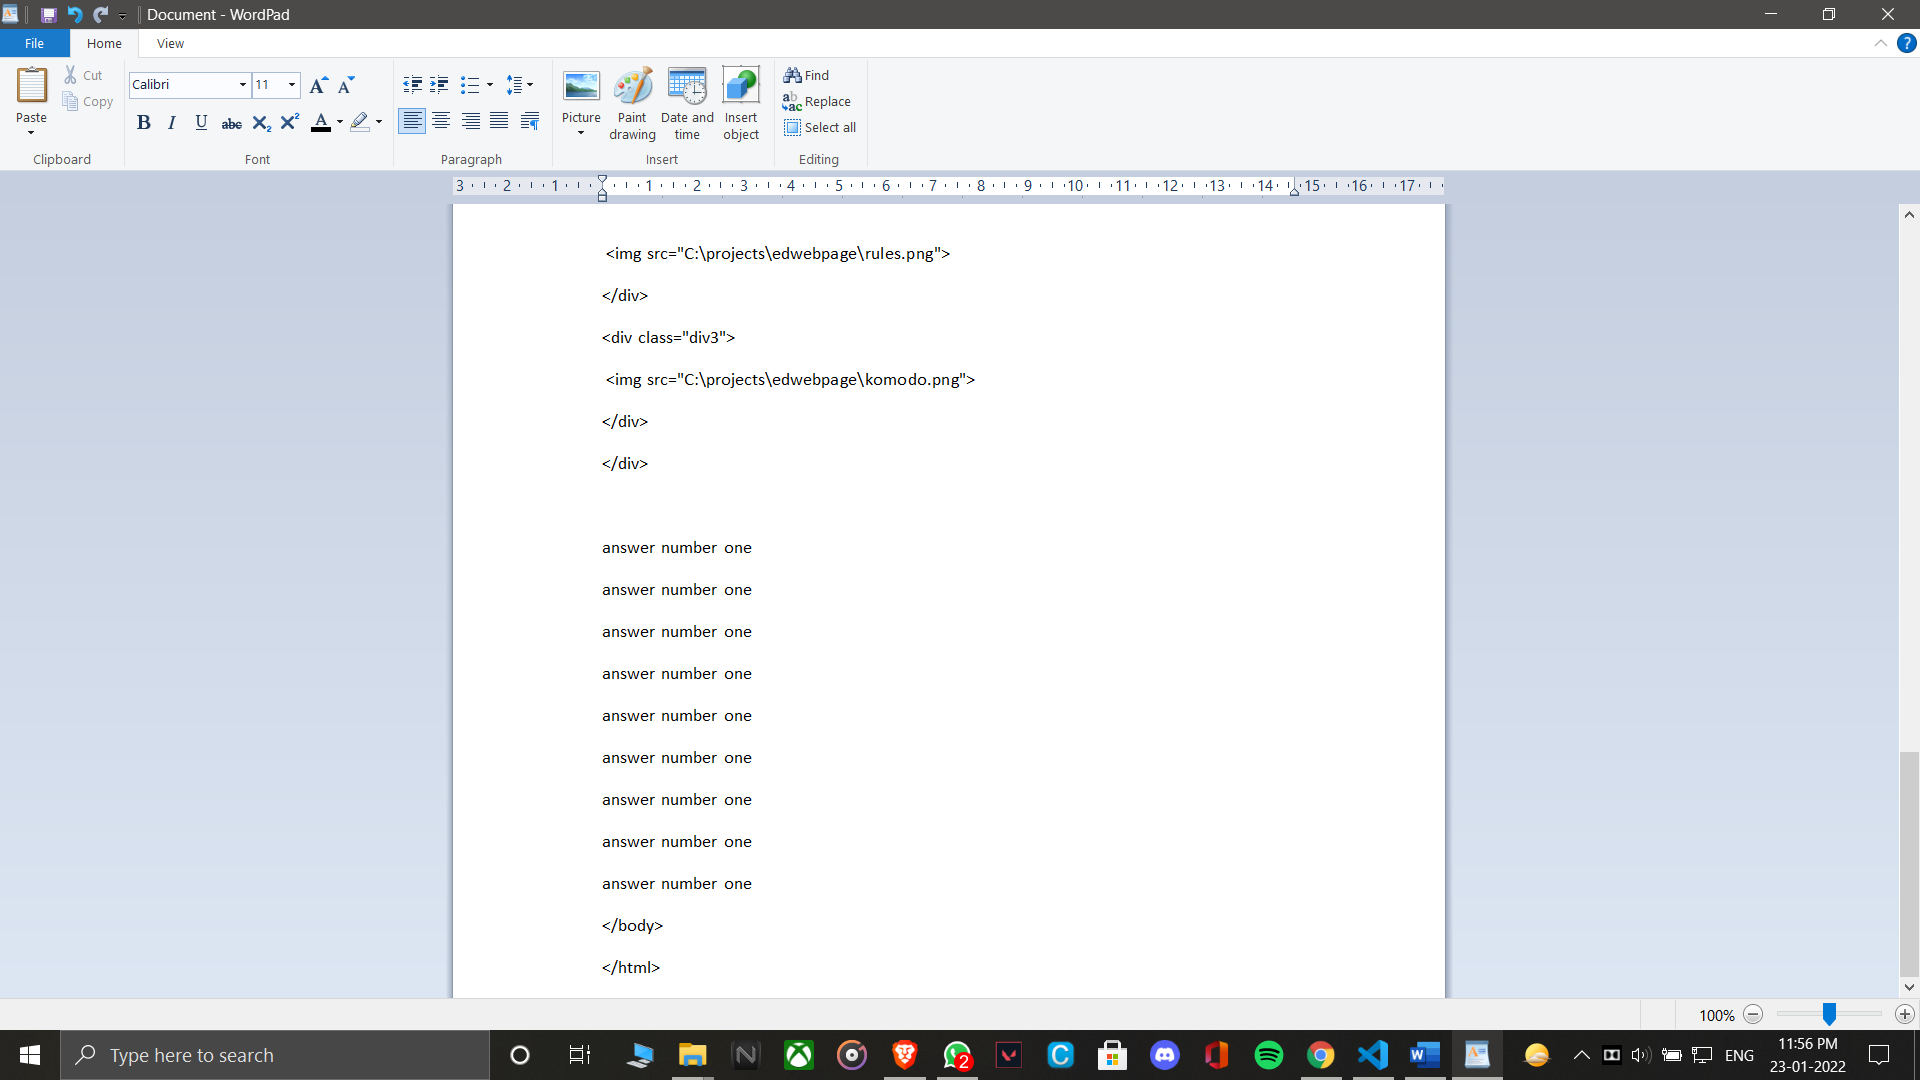 Document - WordPad
File Home View
Paste
Cut
Copy
Clipboard
Calibri 11
Font
Paragraph
Picture
Paint drawing
Date and time
Insert object
Insert
Find
Replace
Select all
Editing
3 2 1 1 2 3 4 5 6 7 8 9 10 11 12 13 14 15 16 17
<img src="C:\projects\edwebpage\rules.png">
</div>
<div class="div3">
<img src="C:\projects\edwebpage\komodo.png">
</div>
</div>
answer number one
answer number one
answer number one
answer number one
answer number one
answer number one
answer number one
answer number one
answer number one
</body>
</html>
100%
Type here to search
2
ENG
11:56 PM
23-01-2022